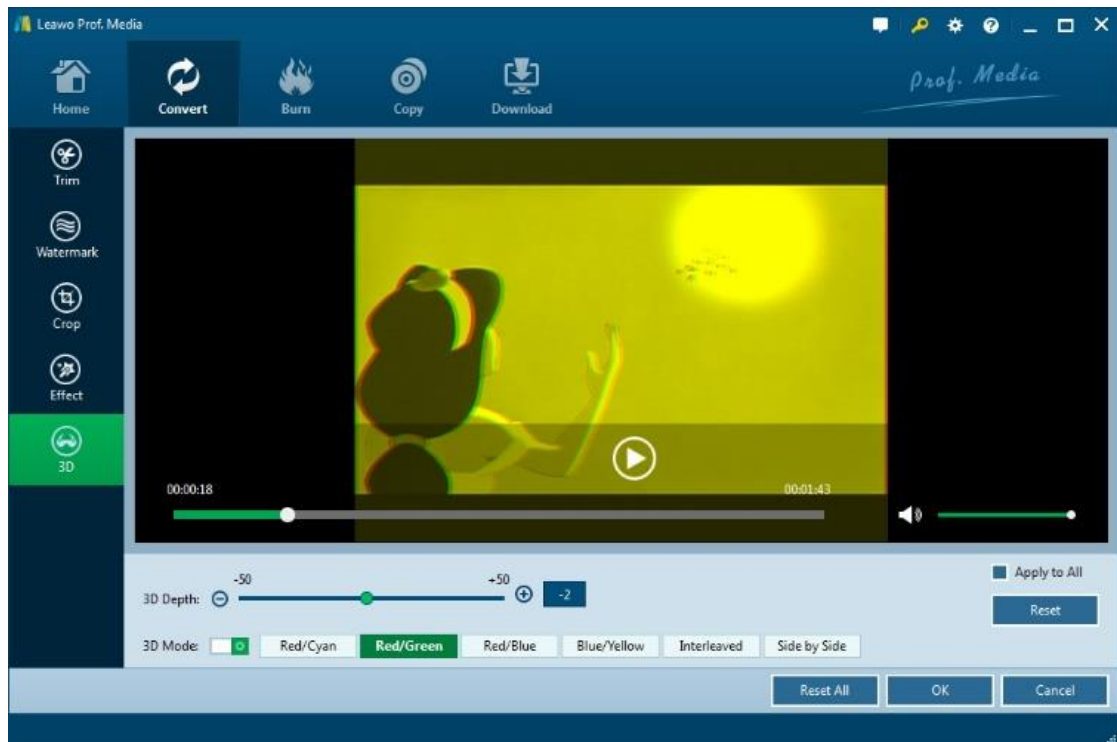 Leawo Prof. Media
Home
Convert
Burn
Copy
Download
Prof. Media
Trim
Watermark
Crop
Effect
3D
00:00:18
00:01:43
-50
+50
3D Depth:
-2
Apply to All
Reset
3D Mode:
Red/Cyan
Red/Green
Red/Blue
Blue/Yellow
Interleaved
Side by Side
Reset All
OK
Cancel